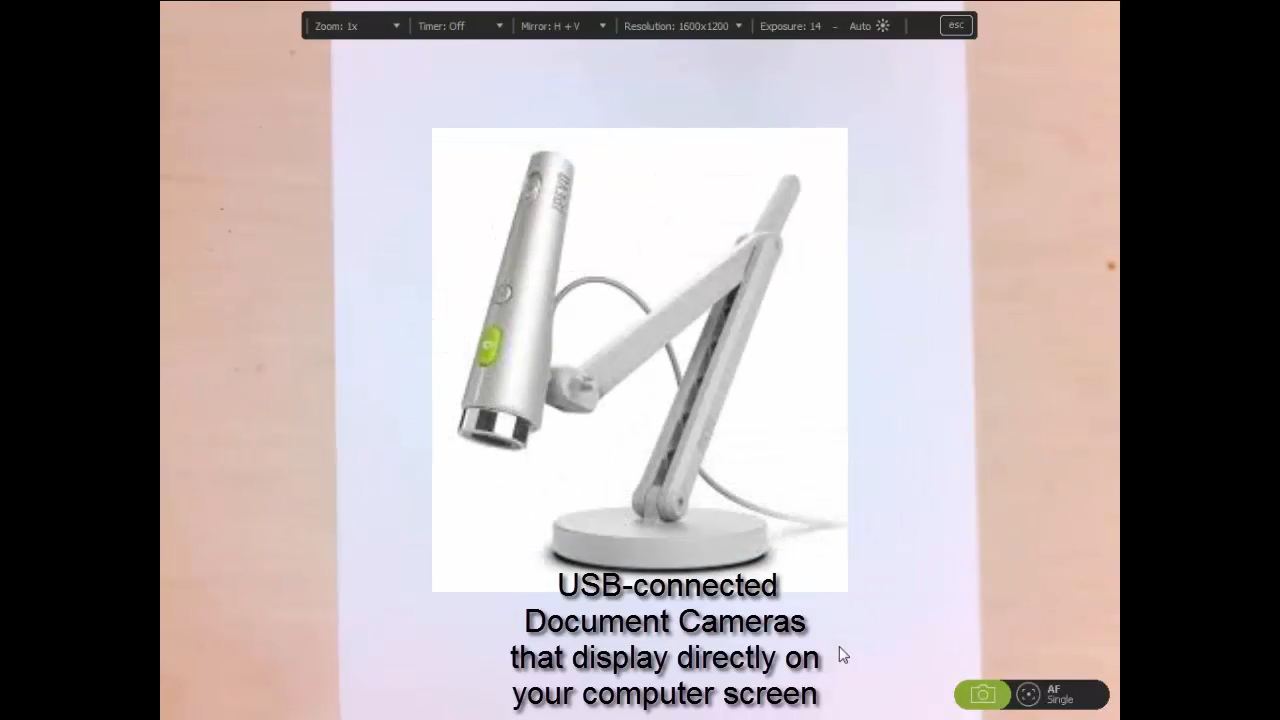 Zoom: 1x Timer: Off Mirror: H + V Resolution: 1600x1200 Exposure: 14 - Auto esc
USB-connected
Document Cameras
that display directly on
your computer screen
AF
Single